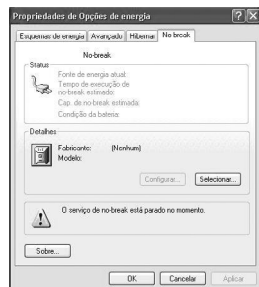 Propriedades de Opções de energia
Esquemas de energia
Avançado
Hibernar
No-break
No-break
Status
Fonte de energia atual:
Tempo de execução de
no-break estimado:
Cap. de no-break estimada:
Condição da bateria:
Detalhes
Fabricante: (Nenhum)
Modelo:
Configurar...
Selecionar...
O serviço de no-break está parado no momento.
Sobre...
OK
Cancelar
Aplicar